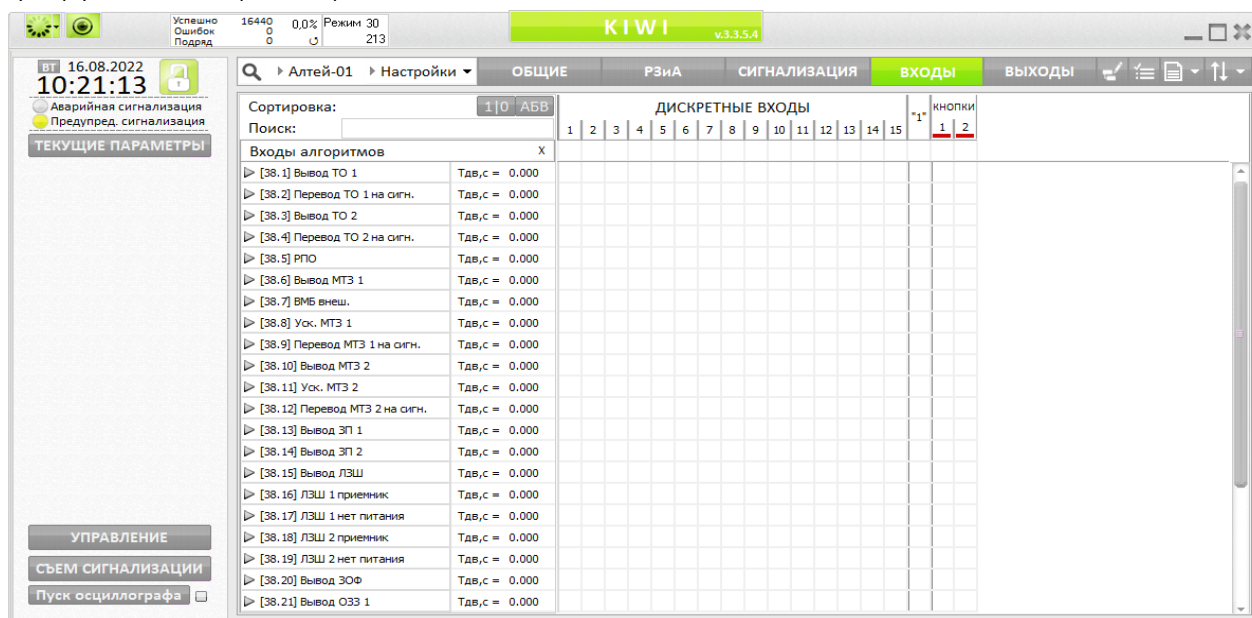 Успешно 16440 0,0% Режим 30
Ошибок 0
Подряд 0 213
KIWI v.3.3.5.4
ВТ 16.08.2022
10:21:13
Аварийная сигнализация
Предупред. сигнализация
ТЕКУЩИЕ ПАРАМЕТРЫ
Алтей-01 Настройки ОБЩИЕ РЗиА СИГНАЛИЗАЦИЯ ВХОДЫ ВЫХОДЫ
Сортировка: 1|0 АБВ
Поиск:
ДИСКРЕТНЫЕ ВХОДЫ "1" КНОПКИ
1 2 3 4 5 6 7 8 9 10 11 12 13 14 15 1 2
Входы алгоритмов X
[38.1] Вывод ТО 1 Тдв,с = 0.000
[38.2] Перевод ТО 1 на сигн. Тдв,с = 0.000
[38.3] Вывод ТО 2 Тдв,с = 0.000
[38.4] Перевод ТО 2 на сигн. Тдв,с = 0.000
[38.5] РПО Тдв,с = 0.000
[38.6] Вывод МТЗ 1 Тдв,с = 0.000
[38.7] ВМБ внеш. Тдв,с = 0.000
[38.8] Уск. МТЗ 1 Тдв,с = 0.000
[38.9] Перевод МТЗ 1 на сигн. Тдв,с = 0.000
[38.10] Вывод МТЗ 2 Тдв,с = 0.000
[38.11] Уск. МТЗ 2 Тдв,с = 0.000
[38.12] Перевод МТЗ 2 на сигн. Тдв,с = 0.000
[38.13] Вывод ЗП 1 Тдв,с = 0.000
[38.14] Вывод ЗП 2 Тдв,с = 0.000
[38.15] Вывод ЛЗШ Тдв,с = 0.000
[38.16] ЛЗШ 1 приемник Тдв,с = 0.000
[38.17] ЛЗШ 1 нет питания Тдв,с = 0.000
[38.18] ЛЗШ 2 приемник Тдв,с = 0.000
[38.19] ЛЗШ 2 нет питания Тдв,с = 0.000
[38.20] Вывод ЗОФ Тдв,с = 0.000
[38.21] Вывод ОЗЗ 1 Тдв,с = 0.000
УПРАВЛЕНИЕ
СЪЕМ СИГНАЛИЗАЦИИ
Пуск осциллографа